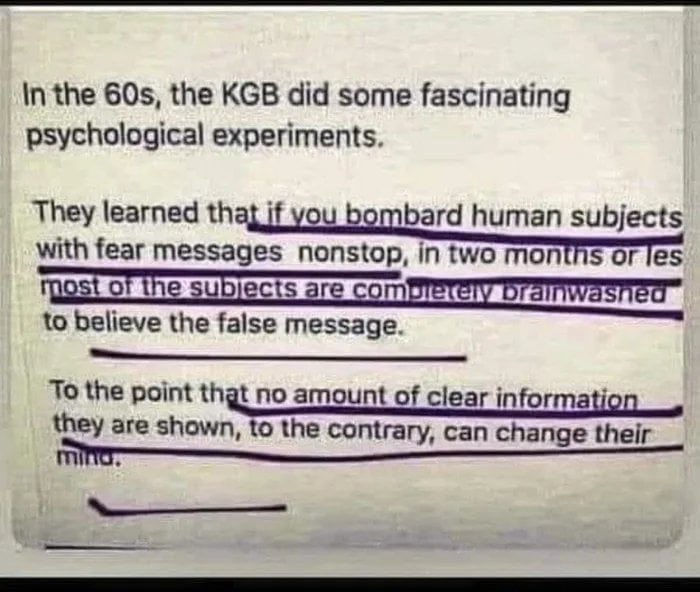 In the 60s, the KGB did some fascinating
psychological experiments.
They learned that if you bombard human subjects
with fear messages nonstop, in two months or les
most of the subjects are completely brainwashed
to believe the false message.
To the point that no amount of clear information
they are shown, to the contrary, can change their
mind.